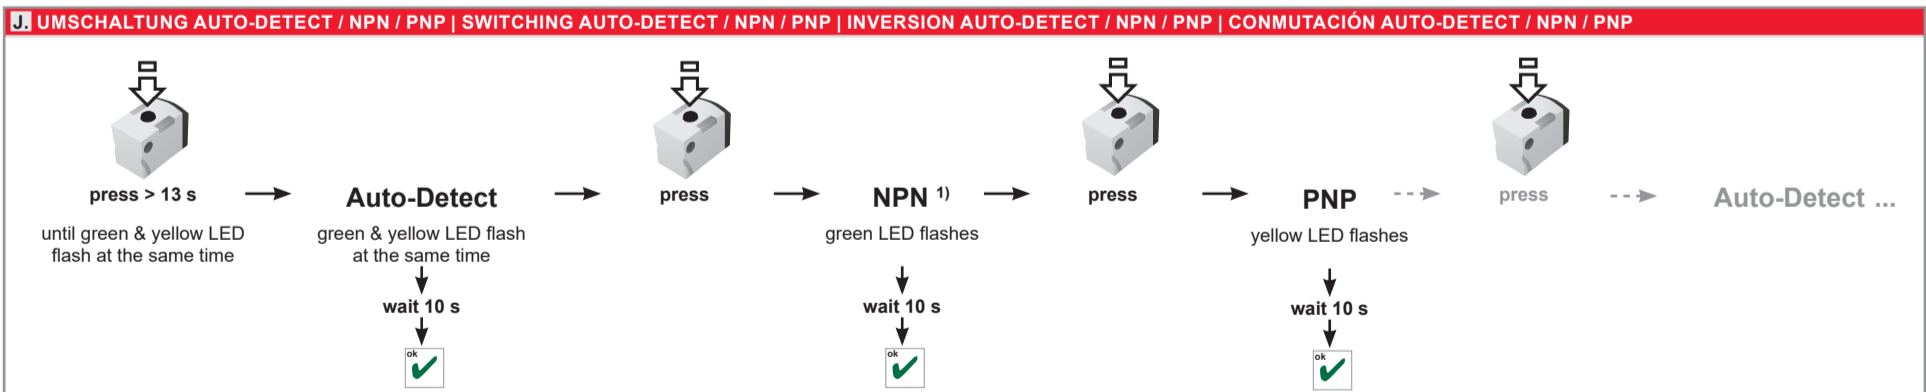 J. UMSCHALTUNG AUTO-DETECT / NPN / PNP | SWITCHING AUTO-DETECT / NPN / PNP | INVERSION AUTO-DETECT / NPN / PNP | CONMUTACIÓN AUTO-DETECT / NPN / PNP
press > 13 s
until green & yellow LED
flash at the same time
Auto-Detect
green & yellow LED flash
at the same time
wait 10 s
ok
press
NPN 1)
green LED flashes
wait 10 s
ok
press
PNP
yellow LED flashes
wait 10 s
ok
press
Auto-Detect ...